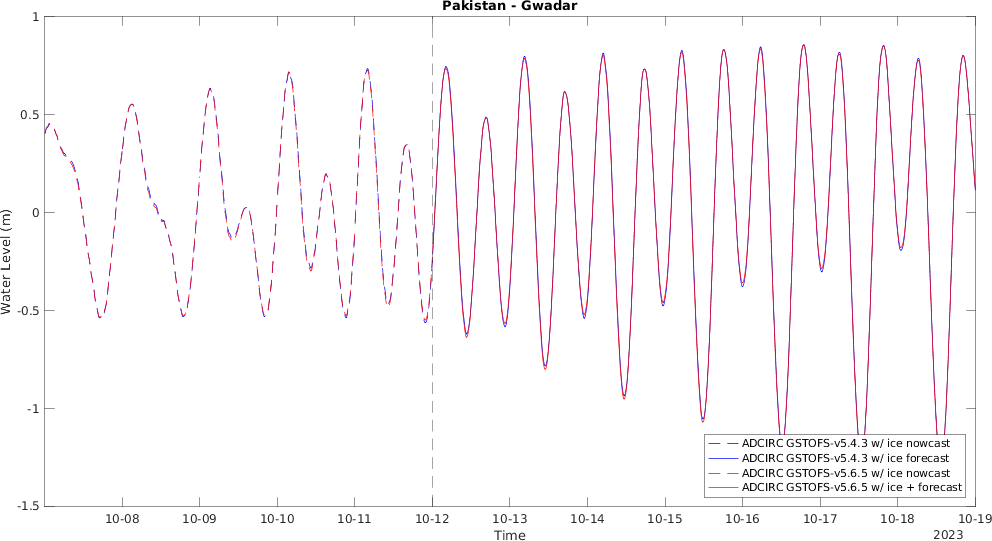 Pakistan - Gwadar
1
0.5
0
-0.5
-1
-1.5
Water Level (m)
ADCIRC GSTOFS-v5.4.3 w/ ice nowcast
ADCIRC GSTOFS-v5.4.3 w/ ice forecast
ADCIRC GSTOFS-v5.6.5 w/ ice nowcast
ADCIRC GSTOFS-v5.6.5 w/ ice + forecast
10-08 10-09 10-10 10-11 10-12 10-13 10-14 10-15 10-16 10-17 10-18 10-19
Time
2023